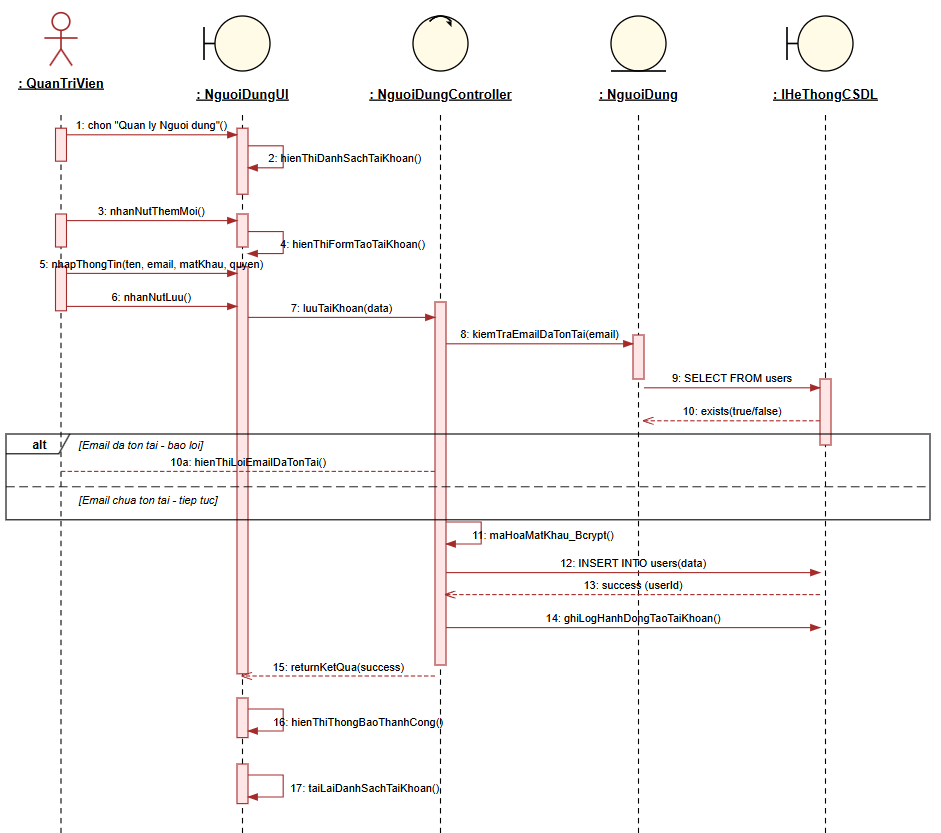 : QuanTriVien
: NguoiDungUI
: NguoiDungController
: NguoiDung
: IHeThongCSDL
1: chon "Quan ly Nguoi dung"()
2: hienThiDanhSachTaiKhoan()
3: nhanNutThemMoi()
4: hienThiFormTaoTaiKhoan()
5: nhapThongTin(ten, email, matKhau, quyen)
6: nhanNutLuu()
7: luuTaiKhoan(data)
8: kiemTraEmailDaTonTai(email)
9: SELECT FROM users
10: exists(true/false)
alt
[Email da ton tai - bao loi]
10a: hienThiLoiEmailDaTonTai()
[Email chua ton tai - tiep tuc]
11: maHoaMatKhau_Bcrypt()
12: INSERT INTO users(data)
13: success (userId)
14: ghiLogHanhDongTaoTaiKhoan()
15: returnKetQua(success)
16: hienThiThongBaoThanhCong()
17: taiLaiDanhSachTaiKhoan()